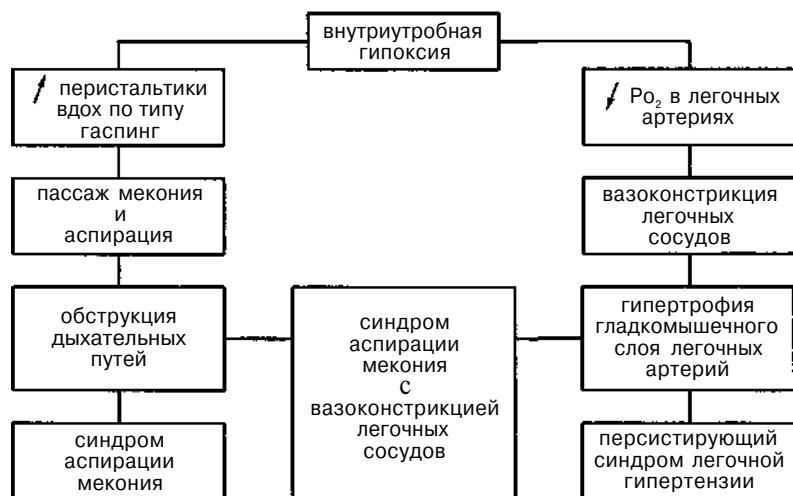 внутриутробная
гипоксия
перистальтики
вдох по типу
гаспинг
пассаж мекония
и
аспирация
обструкция
дыхательных
путей
синдром
аспирации
мекония
синдром
аспирации
мекония
с
вазоконстрикцией
легочных
сосудов
Po₂ в легочных
артериях
вазоконстрикция
легочных
сосудов
гипертрофия
гладкомышечного
слоя легочных
артерий
персистирующий
синдром легочной
гипертензии